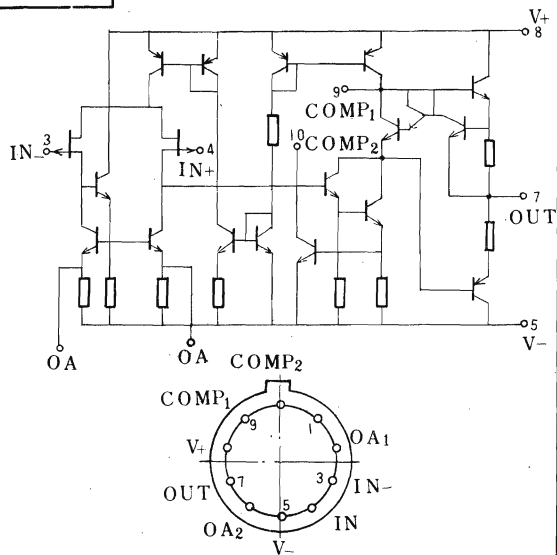 V+
8
9
COMP₁
10
COMP₂
3
IN-
4
IN+
7
OUT
5
V-
OA
OA
COMP₂
COMP₁
9
1
V+
OA₁
OUT
7
3
IN-
5
OA₂
IN
V-